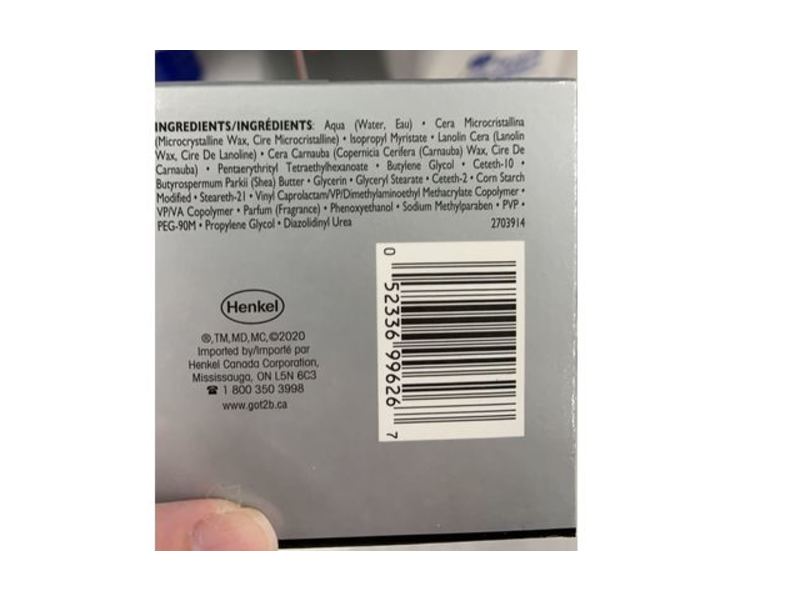 INGREDIENTS/INGRÉDIENTS: Aqua (Water, Eau) • Cera Microcristallina
(Microcrystalline Wax, Cire Microcristalline) • Isopropyl Myristate • Lanolin Cera (Lanolin
Wax, Cire De Lanoline) • Cera Carnauba (Copernicia Cerifera (Carnauba) Wax, Cire De
Carnauba) • Pentaerythrityl Tetraethylhexanoate • Butylene Glycol • Ceteth-10 •
Butyrospermum Parkii (Shea) Butter • Glycerin • Glyceryl Stearate • Ceteth-2 • Corn Starch
Modified • Steareth-21 • Vinyl Caprolactam/VP/Dimethylaminoethyl Methacrylate Copolymer •
VP/VA Copolymer • Parfum (Fragrance) • Phenoxyethanol • Sodium Methylparaben • PVP •
PEG-90M • Propylene Glycol • Diazolidinyl Urea 2703914
Henkel
®,TM,MD,MC,©2020
Imported by/Importé par
Henkel Canada Corporation,
Mississauga, ON L5N 6C3
☎ 1 800 350 3998
www.got2b.ca
0 52336 99626 7